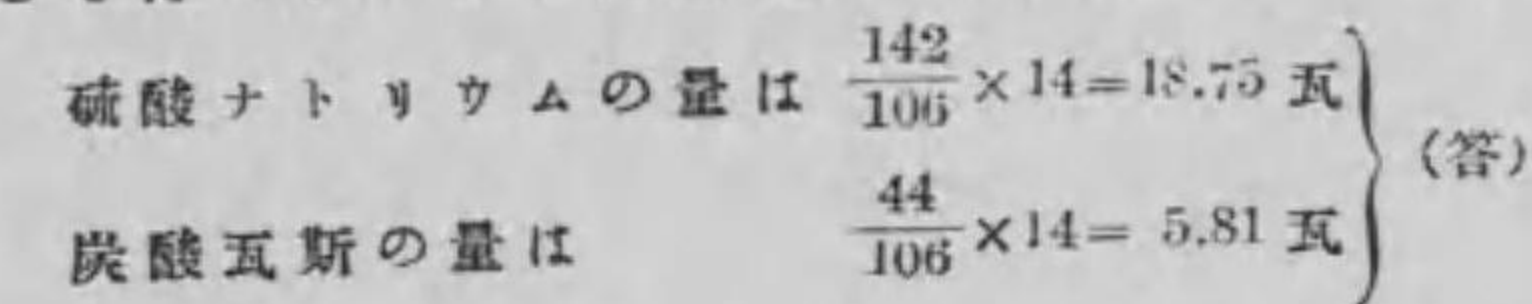 硫酸ナトリウムの量は 142/106×14=18.75 瓦
炭酸瓦斯の量は 44/106×14= 5.81 瓦
(答)